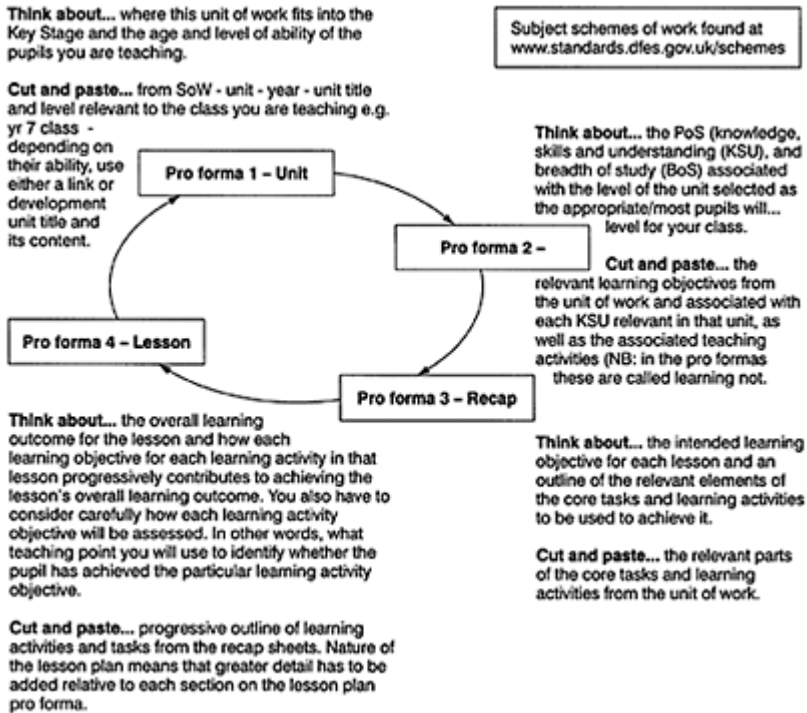 Think about... where this unit of work fits into the
Key Stage and the age and level of ability of the
pupils you are teaching.
Subject schemes of work found at
www.standards.dfes.gov.uk/schemes
Cut and paste... from SoW - unit - year - unit title
and level relevant to the class you are teaching e.g.
yr 7 class -
depending on
their ability, use
either a link or
development
unit title and
its content.
Pro forma 1 – Unit
Think about... the PoS (knowledge,
skills and understanding (KSU), and
breadth of study (BoS) associated
with the level of the unit selected as
the appropriate/most pupils will...
level for your class.
Pro forma 2 –
Cut and paste... the
relevant learning objectives from
the unit of work and associated with
each KSU relevant in that unit, as
well as the associated teaching
activities (NB: in the pro formas
these are called learning not.
Pro forma 4 – Lesson
Pro forma 3 – Recap
Think about... the overall learning
outcome for the lesson and how each
learning objective for each learning activity in that
lesson progressively contributes to achieving the
lesson's overall learning outcome. You also have to
consider carefully how each learning activity
objective will be assessed. In other words, what
teaching point you will use to identify whether the
pupil has achieved the particular learning activity
objective.
Cut and paste... progressive outline of learning
activities and tasks from the recap sheets. Nature of
the lesson plan means that greater detail has to be
added relative to each section on the lesson plan
pro forma.
Think about... the intended learning
objective for each lesson and an
outline of the relevant elements of
the core tasks and learning activities
to be used to achieve it.
Cut and paste... the relevant parts
of the core tasks and learning
activities from the unit of work.